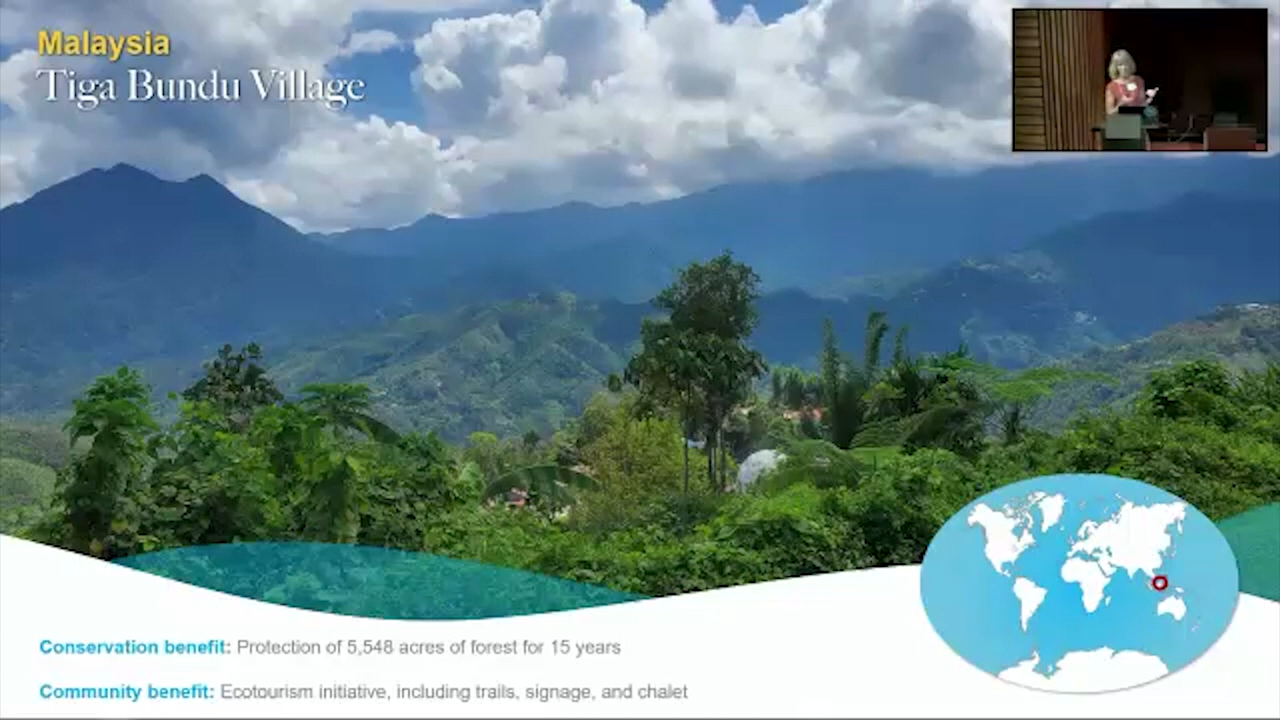 Malaysia
Tiga Bundu Village
Conservation benefit: Protection of 5,548 acres of forest for 15 years
Community benefit: Ecotourism initiative, including trails, signage, and chalet